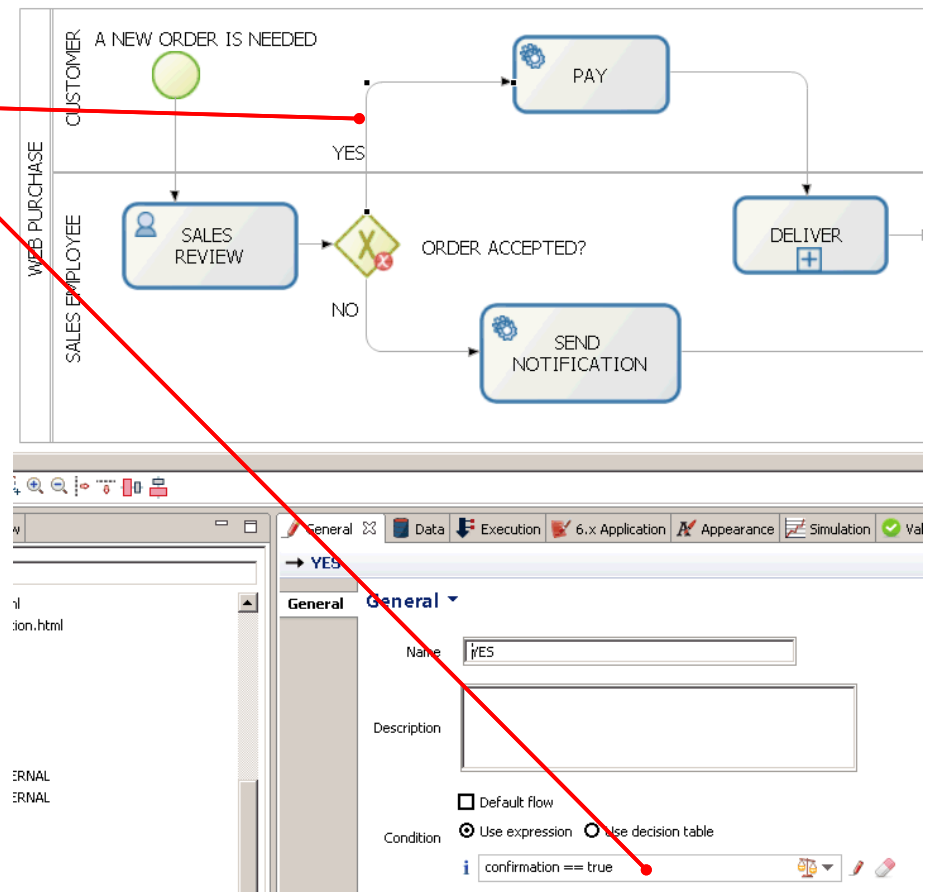 A NEW ORDER IS NEEDED
CUSTOMER
PAY
YES
WEB PURCHASE
SALES EMPLOYEE
SALES
REVIEW
ORDER ACCEPTED?
DELIVER
NO
SEND
NOTIFICATION
General Data Execution 6.x Application Appearance Simulation
YES
General General
ion.html
Name YES
Description
ERNAL
ERNAL
Default flow
Condition Use expression Use decision table
confirmation == true